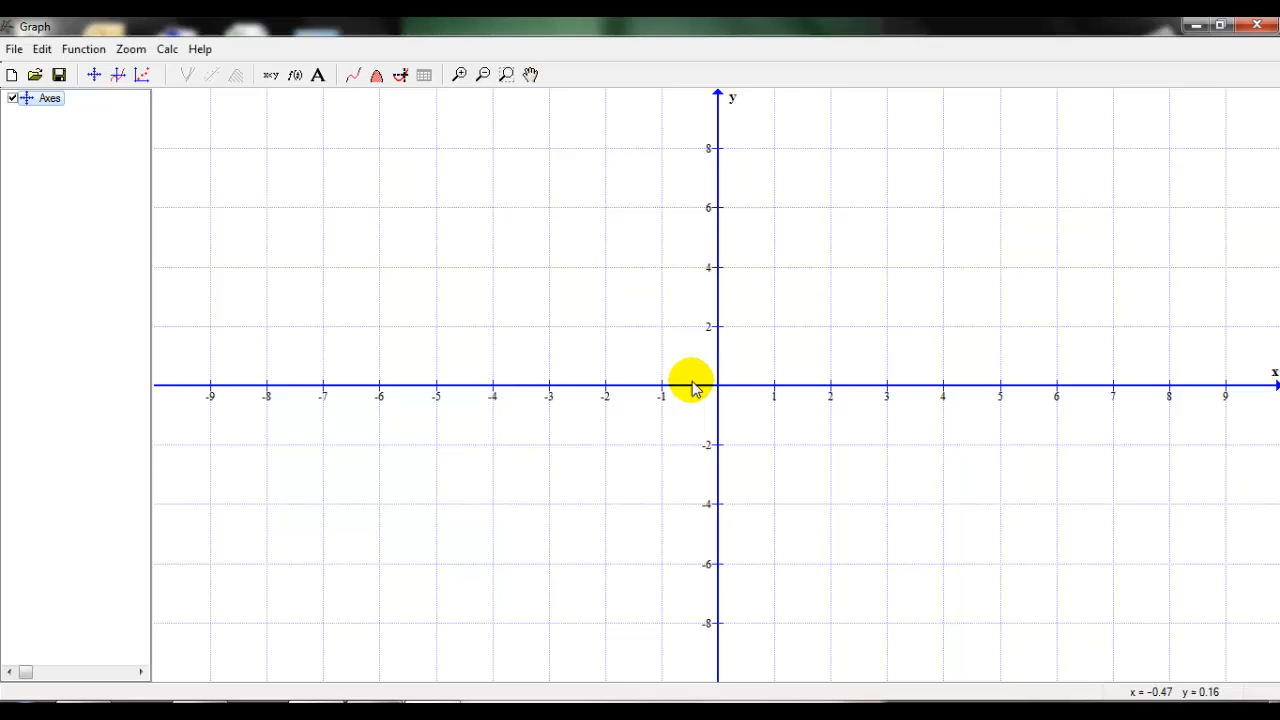 Graph
File Edit Function Zoom Calc Help
x=y f(x) A
Axes
y
8
6
4
2
x
-9 -8 -7 -6 -5 -4 -3 -2 -1 1 2 3 4 5 6 7 8 9
-2
-4
-6
-8
x = -0.47 y = 0.16